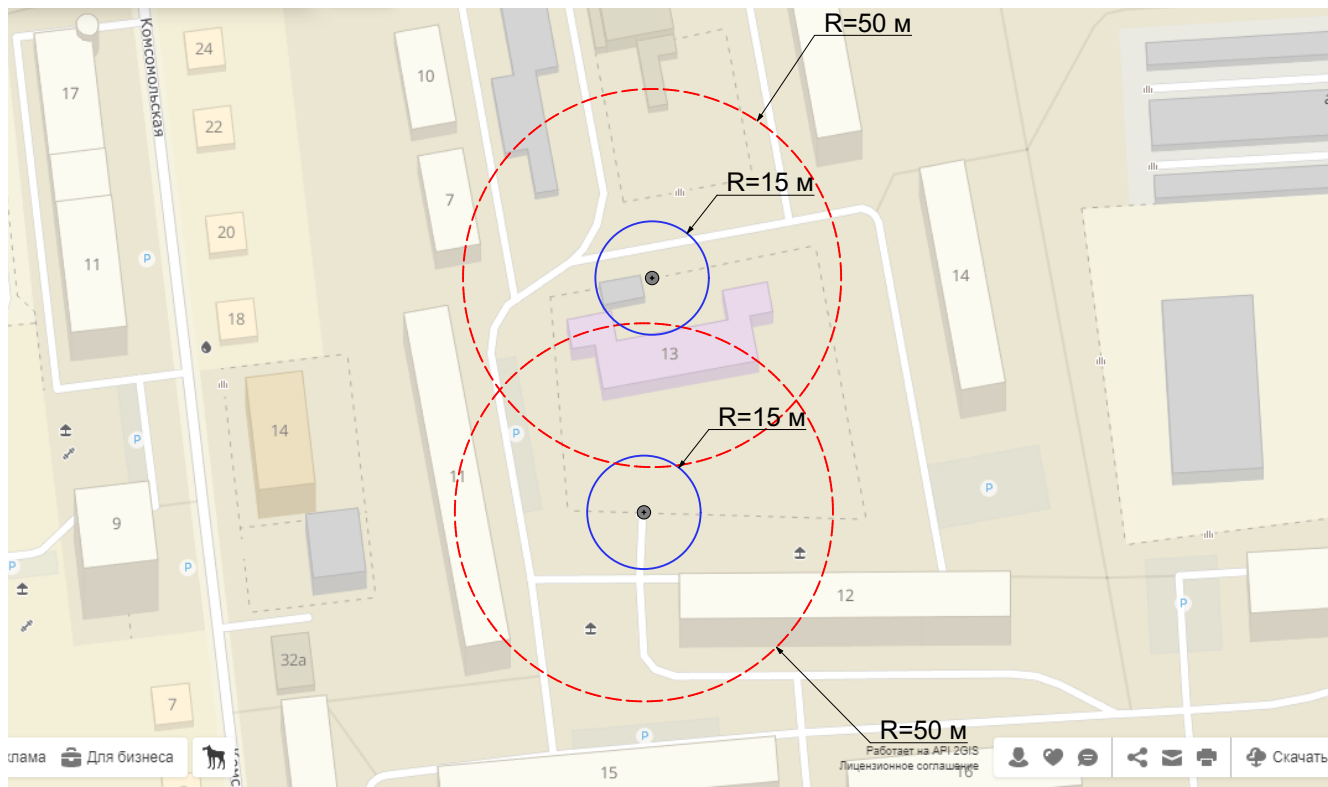 R=50 м
Комсомольская
24
17
10
22
R=15 м
7
20
P
11
14
18
13
R=15 м
14
P
P
11
P
9
P
P
12
P
32а
7
P
R=50 м
Работает на API 2GIS
Лицензионное соглашение
клама
Для бизнеса
15
16
Скачать